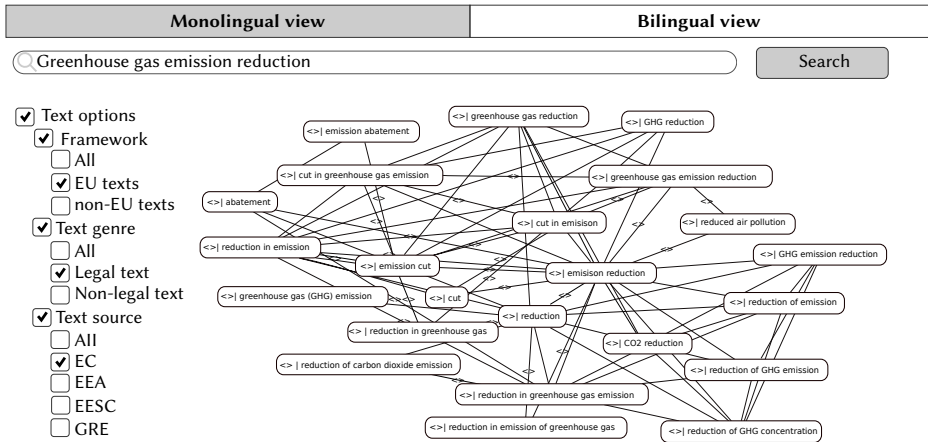 Monolingual view
Bilingual view
Greenhouse gas emission reduction
Search
Text options
Framework
All
EU texts
non-EU texts
Text genre
All
Legal text
Non-legal text
Text source
All
EC
EEA
EESC
GRE
<>| greenhouse gas reduction
<>| GHG reduction
<>| emission abatement
<>| cut in greenhouse gas emission
<>
<>| greenhouse gas emission reduction
<>
<>
<>| abatement
<>
<>
<>| cut in emisison
<>
<>| reduced air pollution
<>| reduction in emission
<>
<>
<>| GHG emission reduction
<>| emission cut
<>| emisison reduction
<>
<>| greenhouse gas (GHG) emission
<><>
<>| cut
<>
<>| reduction of emission
<>| reduction
<>
<>
<>| reduction in greenhouse gas
<>| CO2 reduction
<>
<>| reduction of carbon dioxide emission
<>
<>| reduction of GHG emission
<>
<>| reduction in greenhouse gas emission
<>| reduction in emission of greenhouse gas
<>| reduction of GHG concentration